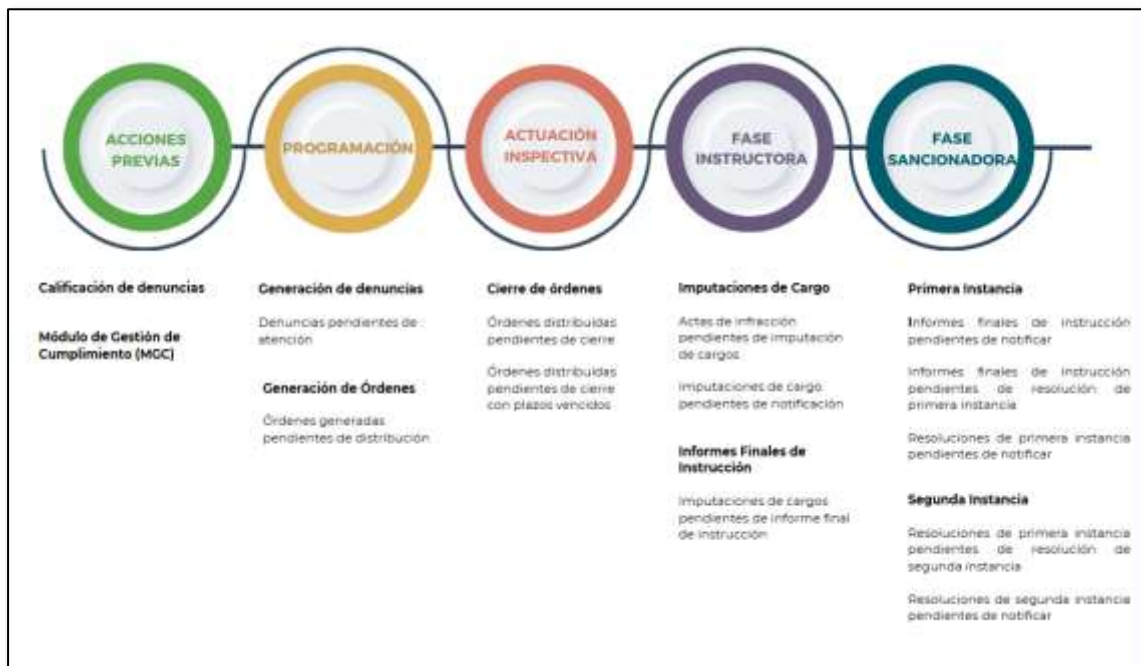 ACCIONES
PREVIAS
PROGRAMACIÓN
ACTUACIÓN
INSPECTIVA
FASE
INSTRUCTORA
FASE
SANCIONADORA
Calificación de denuncias
Módulo de Gestión de
Cumplimiento (MGC)
Generación de denuncias
Denuncias pendientes de
atención
Generación de Órdenes
Órdenes generadas
pendientes de distribución
Cierre de órdenes
Órdenes distribuidas
pendientes de cierre
Órdenes distribuidas
pendientes de cierre
con plazos vencidos
Imputaciones de Cargo
Actas de infracción
pendientes de imputación
de cargos
Imputaciones de cargo
pendientes de notificación
Informes Finales de
Instrucción
Imputaciones de cargos
pendientes de informe final
de instrucción
Primera Instancia
Informes finales de instrucción
pendientes de notificar
Informes finales de instrucción
pendientes de resolución de
primera instancia
Resoluciones de primera instancia
pendientes de notificar
Segunda Instancia
Resoluciones de primera instancia
pendientes de resolución de
segunda instancia
Resoluciones de segunda instancia
pendientes de notificar